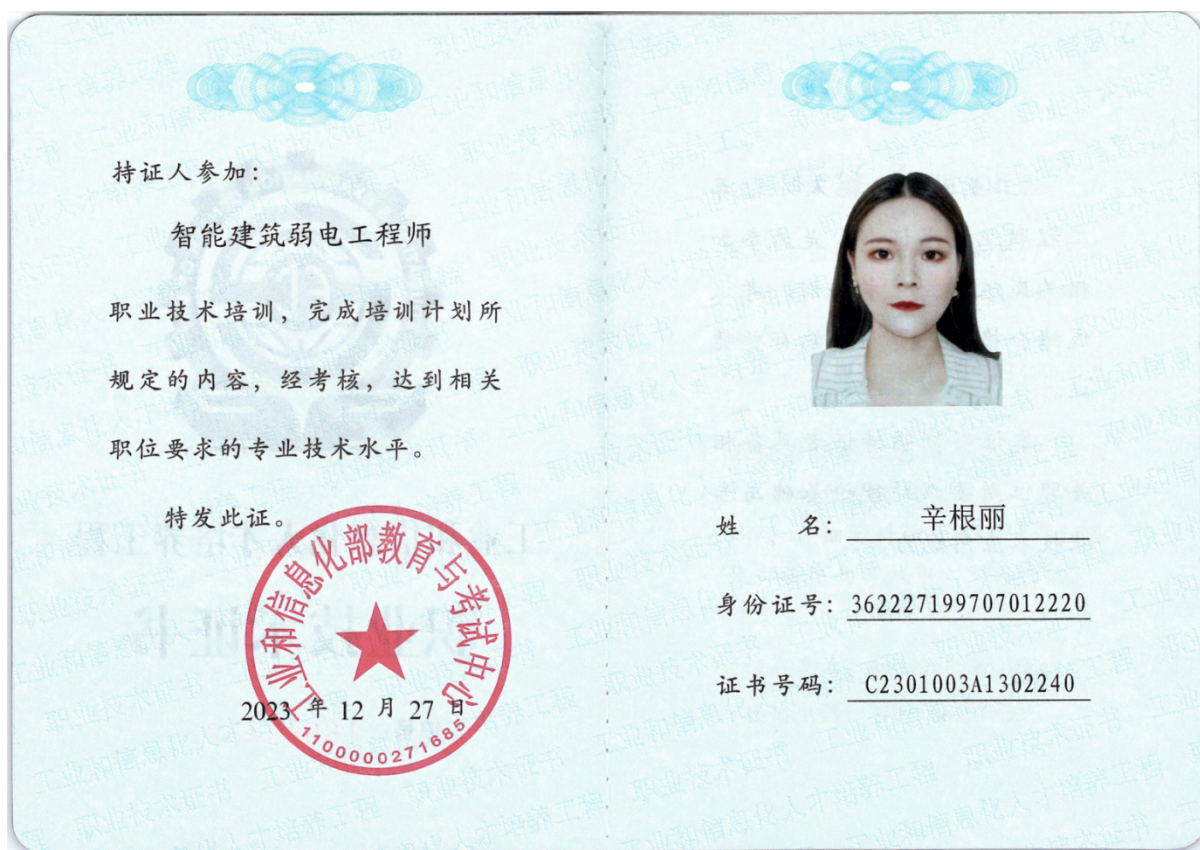 持证人参加：
智能建筑弱电工程师
职业技术培训，完成培训计划所
规定的内容，经考核，达到相关
职位要求的专业技术水平。
特发此证。
工业和信息化部教育与考试中心
2023 年 12 月 27 日
1100000271685
姓 名： 辛根丽
身份证号： 362227199707012220
证书号码： C2301003A1302240